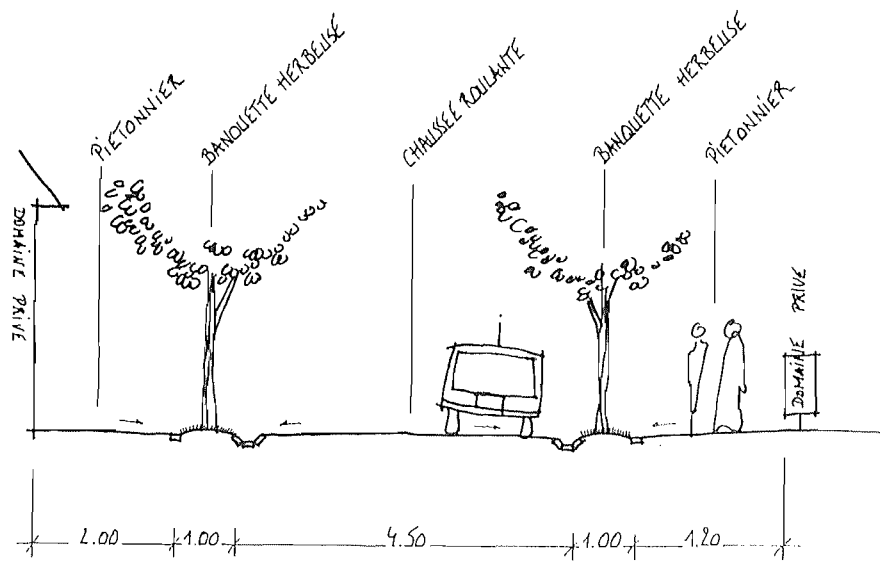 PIETONNIER
BANQUETTE HERBEUSE
CHAUSSEE ROULANTE
BANQUETTE HERBEUSE
PIETONNIER
DOMAINE PRIVE
DOMAINE PRIVE
2.00
1.00
4.50
1.00
1.20